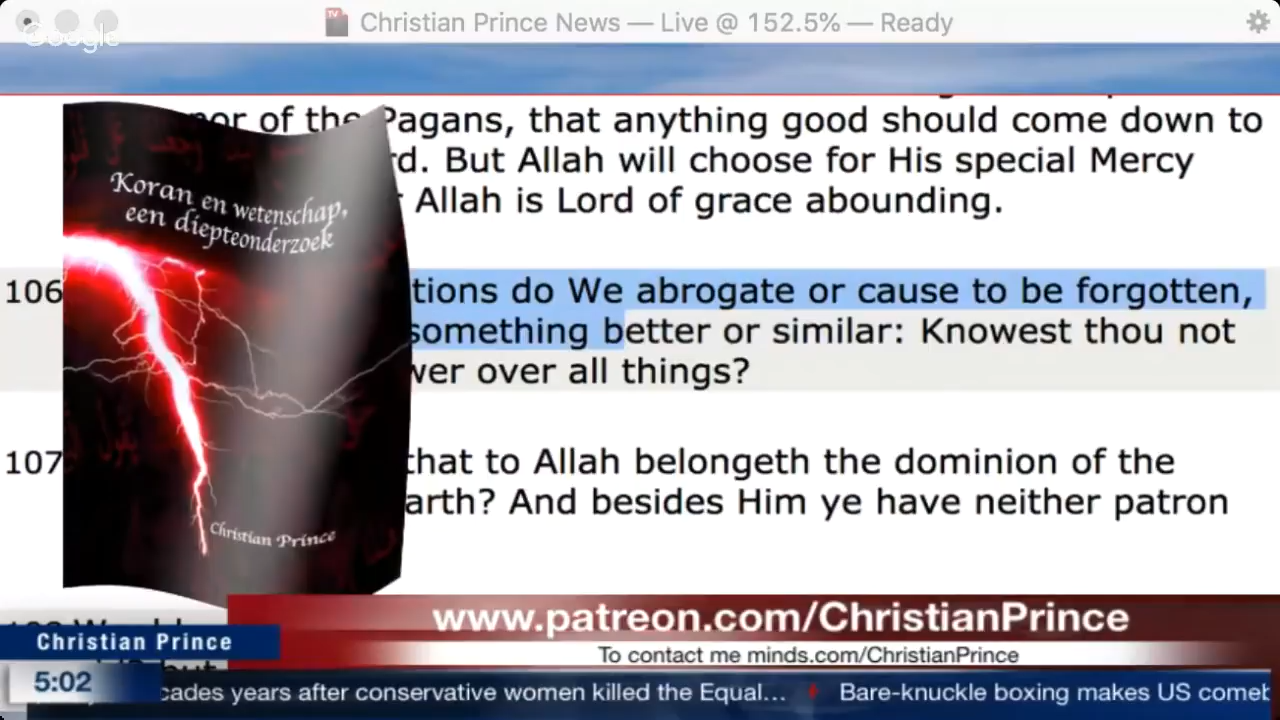 Christian Prince News — Live @ 152.5% — Ready
Google
of the Pagans, that anything good should come down to
But Allah will choose for His special Mercy
Allah is Lord of grace abounding.
Koran en wetenschap,
een diepteonderzoek
106
tions do We abrogate or cause to be forgotten,
something better or similar: Knowest thou not
wer over all things?
107
that to Allah belongeth the dominion of the
arth? And besides Him ye have neither patron
Christian Prince
www.patreon.com/ChristianPrince
Christian Prince
To contact me minds.com/ChristianPrince
5:02
cades years after conservative women killed the Equal... Bare-knuckle boxing makes US comeb